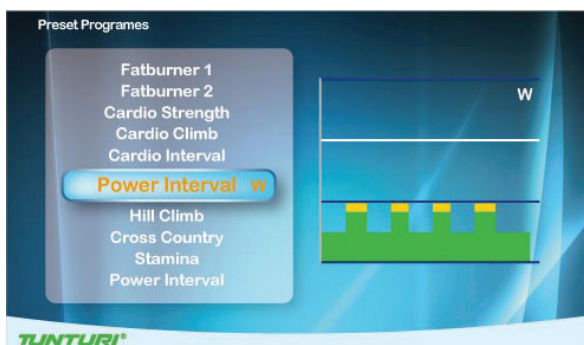 Preset Programes
Fatburner 1
Fatburner 2
Cardio Strength
Cardio Climb
Cardio Interval
Power Interval W
Hill Climb
Cross Country
Stamina
Power Interval
W
TUNTURI®